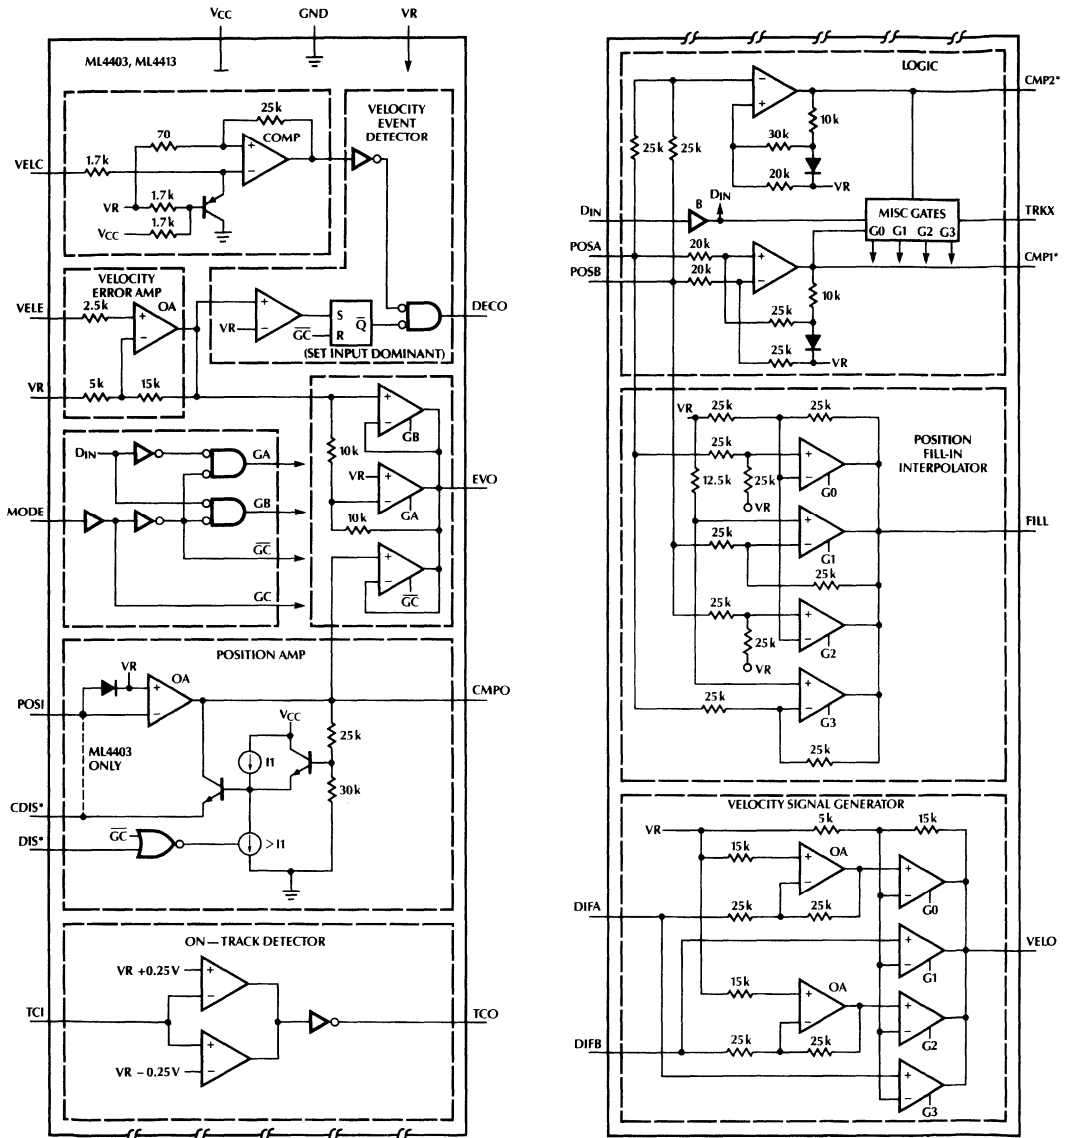 VCC
GND
VR
ML4403, ML4413
25k
70
COMP
VELC
1.7k
VR
1.7k
1.7k
VCC
VELOCITY
EVENT
DETECTOR
VELOCITY
ERROR AMP
VELE
2.5k
OA
VR
5k
15k
VR
GC
S
R
Q
(SET INPUT DOMINANT)
DECO
DIN
GA
GB
MODE
GC
GC
10k
VR
10k
GB
GA
GC
EVO
POSITION AMP
VR
OA
POSI
CMPO
ML4403
ONLY
VCC
I1
25k
30k
CDIS*
DIS*
GC
>I1
ON—TRACK DETECTOR
VR +0.25V
TCI
TCO
VR – 0.25V
LOGIC
CMP2*
10k
30k
25k
25k
20k
VR
DIN
B
DIN
MISC GATES
G0 G1 G2 G3
TRKX
POSA
20k
POSB
20k
CMP1*
10k
25k
25k
VR
VR
25k
25k
POSITION
FILL-IN
INTERPOLATOR
25k
12.5k
25k
VR
G0
25k
G1
25k
FILL
25k
25k
VR
G2
25k
G3
25k
VELOCITY SIGNAL GENERATOR
VR
5k
15k
15k
OA
G0
DIFA
25k
25k
G1
VELO
15k
OA
G2
DIFB
25k
25k
G3